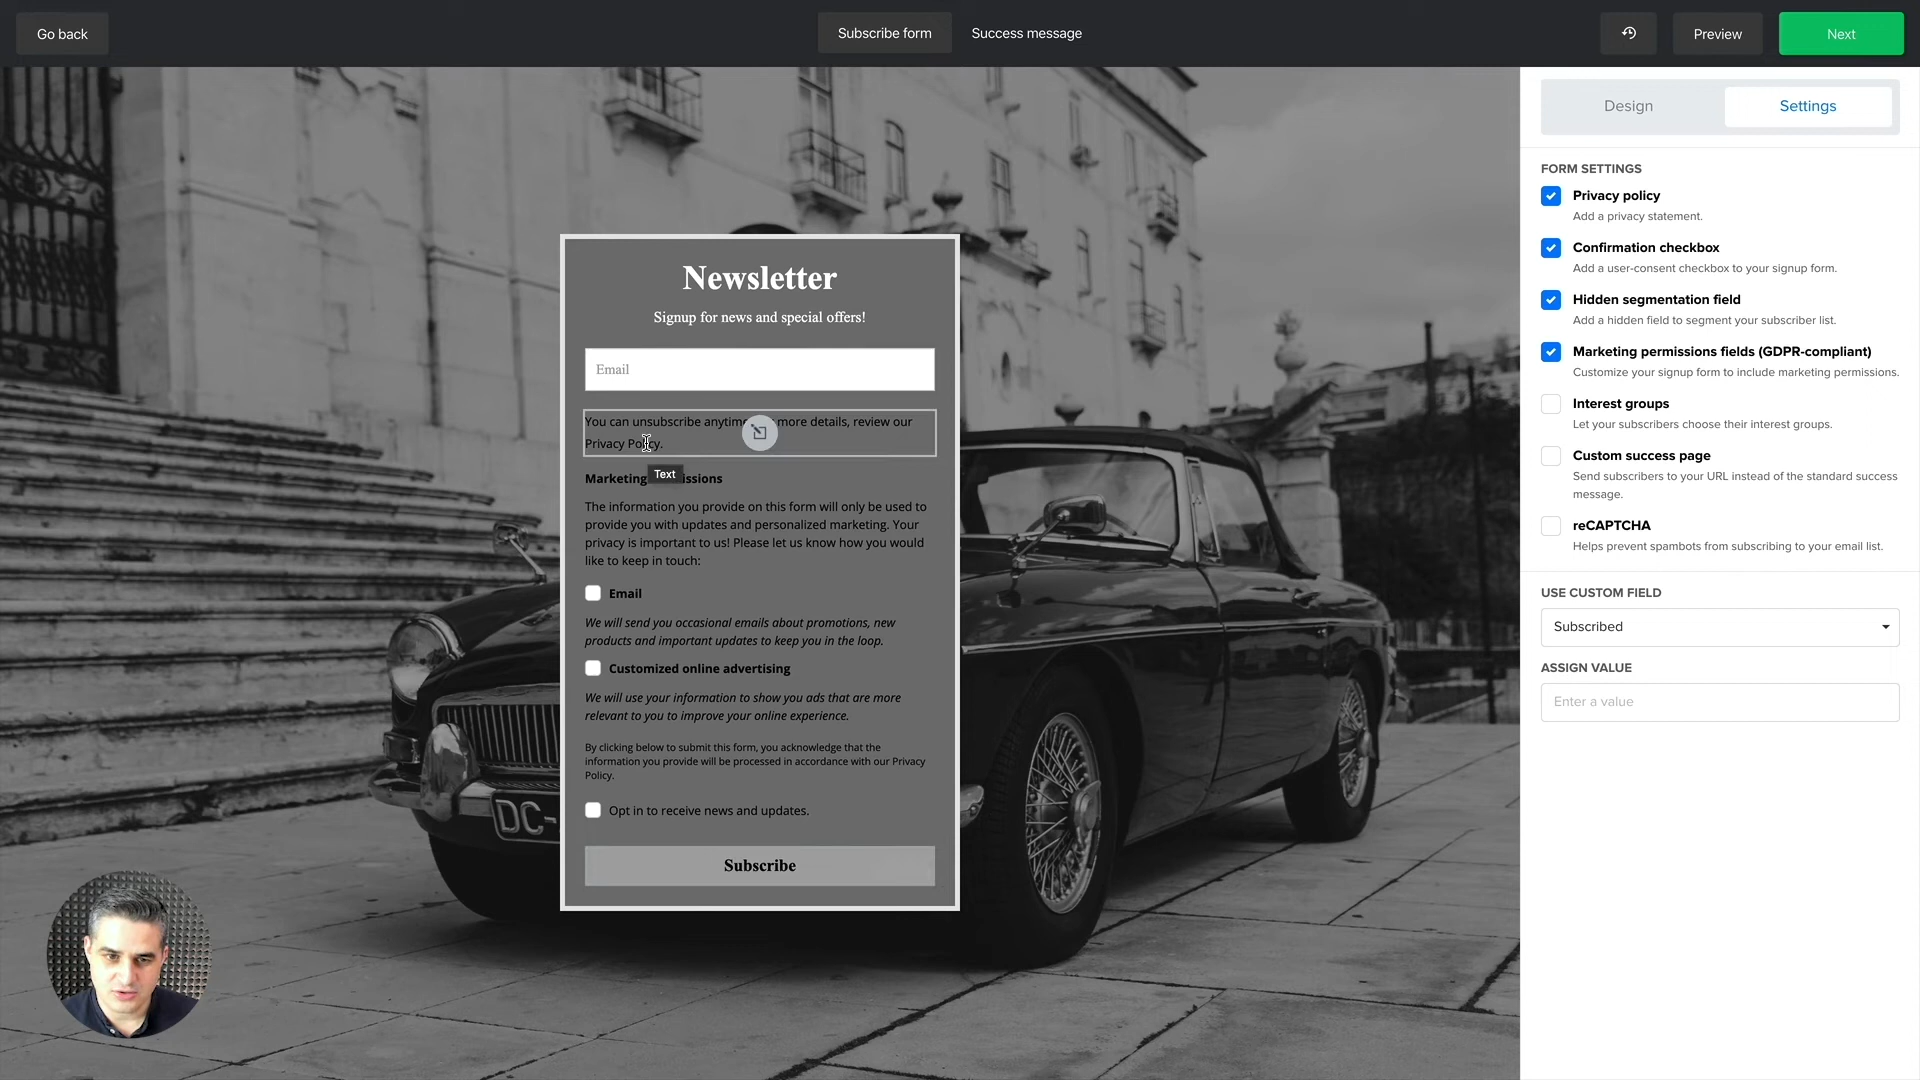 Go back
Subscribe form
Success message
Preview
Next
Design
Settings
FORM SETTINGS
Privacy policy
Add a privacy statement.
Confirmation checkbox
Add a user-consent checkbox to your signup form.
Hidden segmentation field
Add a hidden field to segment your subscriber list.
Marketing permissions fields (GDPR-compliant)
Customize your signup form to include marketing permissions.
Interest groups
Let your subscribers choose their interest groups.
Custom success page
Send subscribers to your URL instead of the standard success
message.
reCAPTCHA
Helps prevent spambots from subscribing to your email list.
USE CUSTOM FIELD
Subscribed
ASSIGN VALUE
Enter a value
Newsletter
Signup for news and special offers!
Email
You can unsubscribe anytime more details, review our
Privacy Policy.
Text
Marketing
The information you provide on this form will only be used to
provide you with updates and personalized marketing. Your
privacy is important to us! Please let us know how you would
like to keep in touch:
Email
We will send you occasional emails about promotions, new
products and important updates to keep you in the loop.
Customized online advertising
We will use your information to show you ads that are more
relevant to you to improve your online experience.
By clicking below to submit this form, you acknowledge that the
information you provide will be processed in accordance with our Privacy
Policy.
Opt in to receive news and updates.
Subscribe
DC-